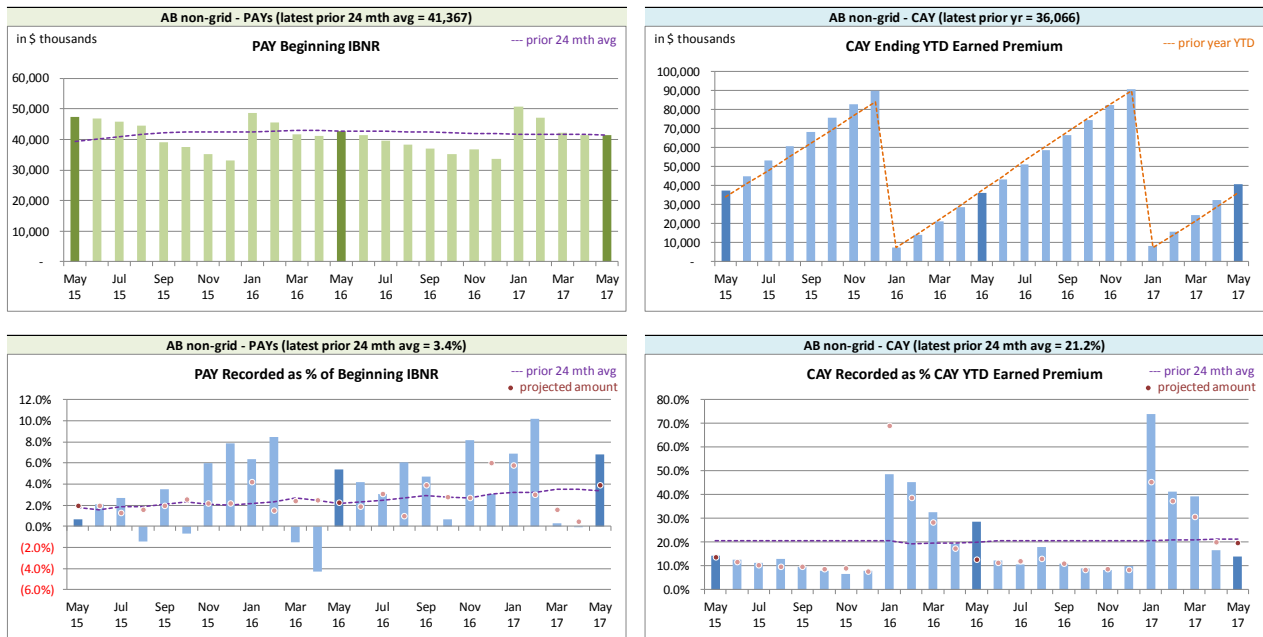 AB non-grid - PAYs (latest prior 24 mth avg = 41,367)
in $ thousands
PAY Beginning IBNR
--- prior 24 mth avg
60,000
50,000
40,000
30,000
20,000
10,000
-
May Jul Sep Nov Jan Mar May Jul Sep Nov Jan Mar May
15 15 15 15 16 16 16 16 16 16 17 17 17
AB non-grid - CAY (latest prior yr = 36,066)
in $ thousands
CAY Ending YTD Earned Premium
--- prior year YTD
100,000
90,000
80,000
70,000
60,000
50,000
40,000
30,000
20,000
10,000
-
May Jul Sep Nov Jan Mar May Jul Sep Nov Jan Mar May
15 15 15 15 16 16 16 16 16 16 17 17 17
AB non-grid - PAYs (latest prior 24 mth avg = 3.4%)
PAY Recorded as % of Beginning IBNR
--- prior 24 mth avg
• projected amount
12.0%
10.0%
8.0%
6.0%
4.0%
2.0%
0.0%
(2.0%)
(4.0%)
(6.0%)
May Jul Sep Nov Jan Mar May Jul Sep Nov Jan Mar May
15 15 15 15 16 16 16 16 16 16 17 17 17
AB non-grid - CAY (latest prior 24 mth avg = 21.2%)
CAY Recorded as % CAY YTD Earned Premium
--- prior 24 mth avg
• projected amount
80.0%
70.0%
60.0%
50.0%
40.0%
30.0%
20.0%
10.0%
0.0%
May Jul Sep Nov Jan Mar May Jul Sep Nov Jan Mar May
15 15 15 15 16 16 16 16 16 16 17 17 17